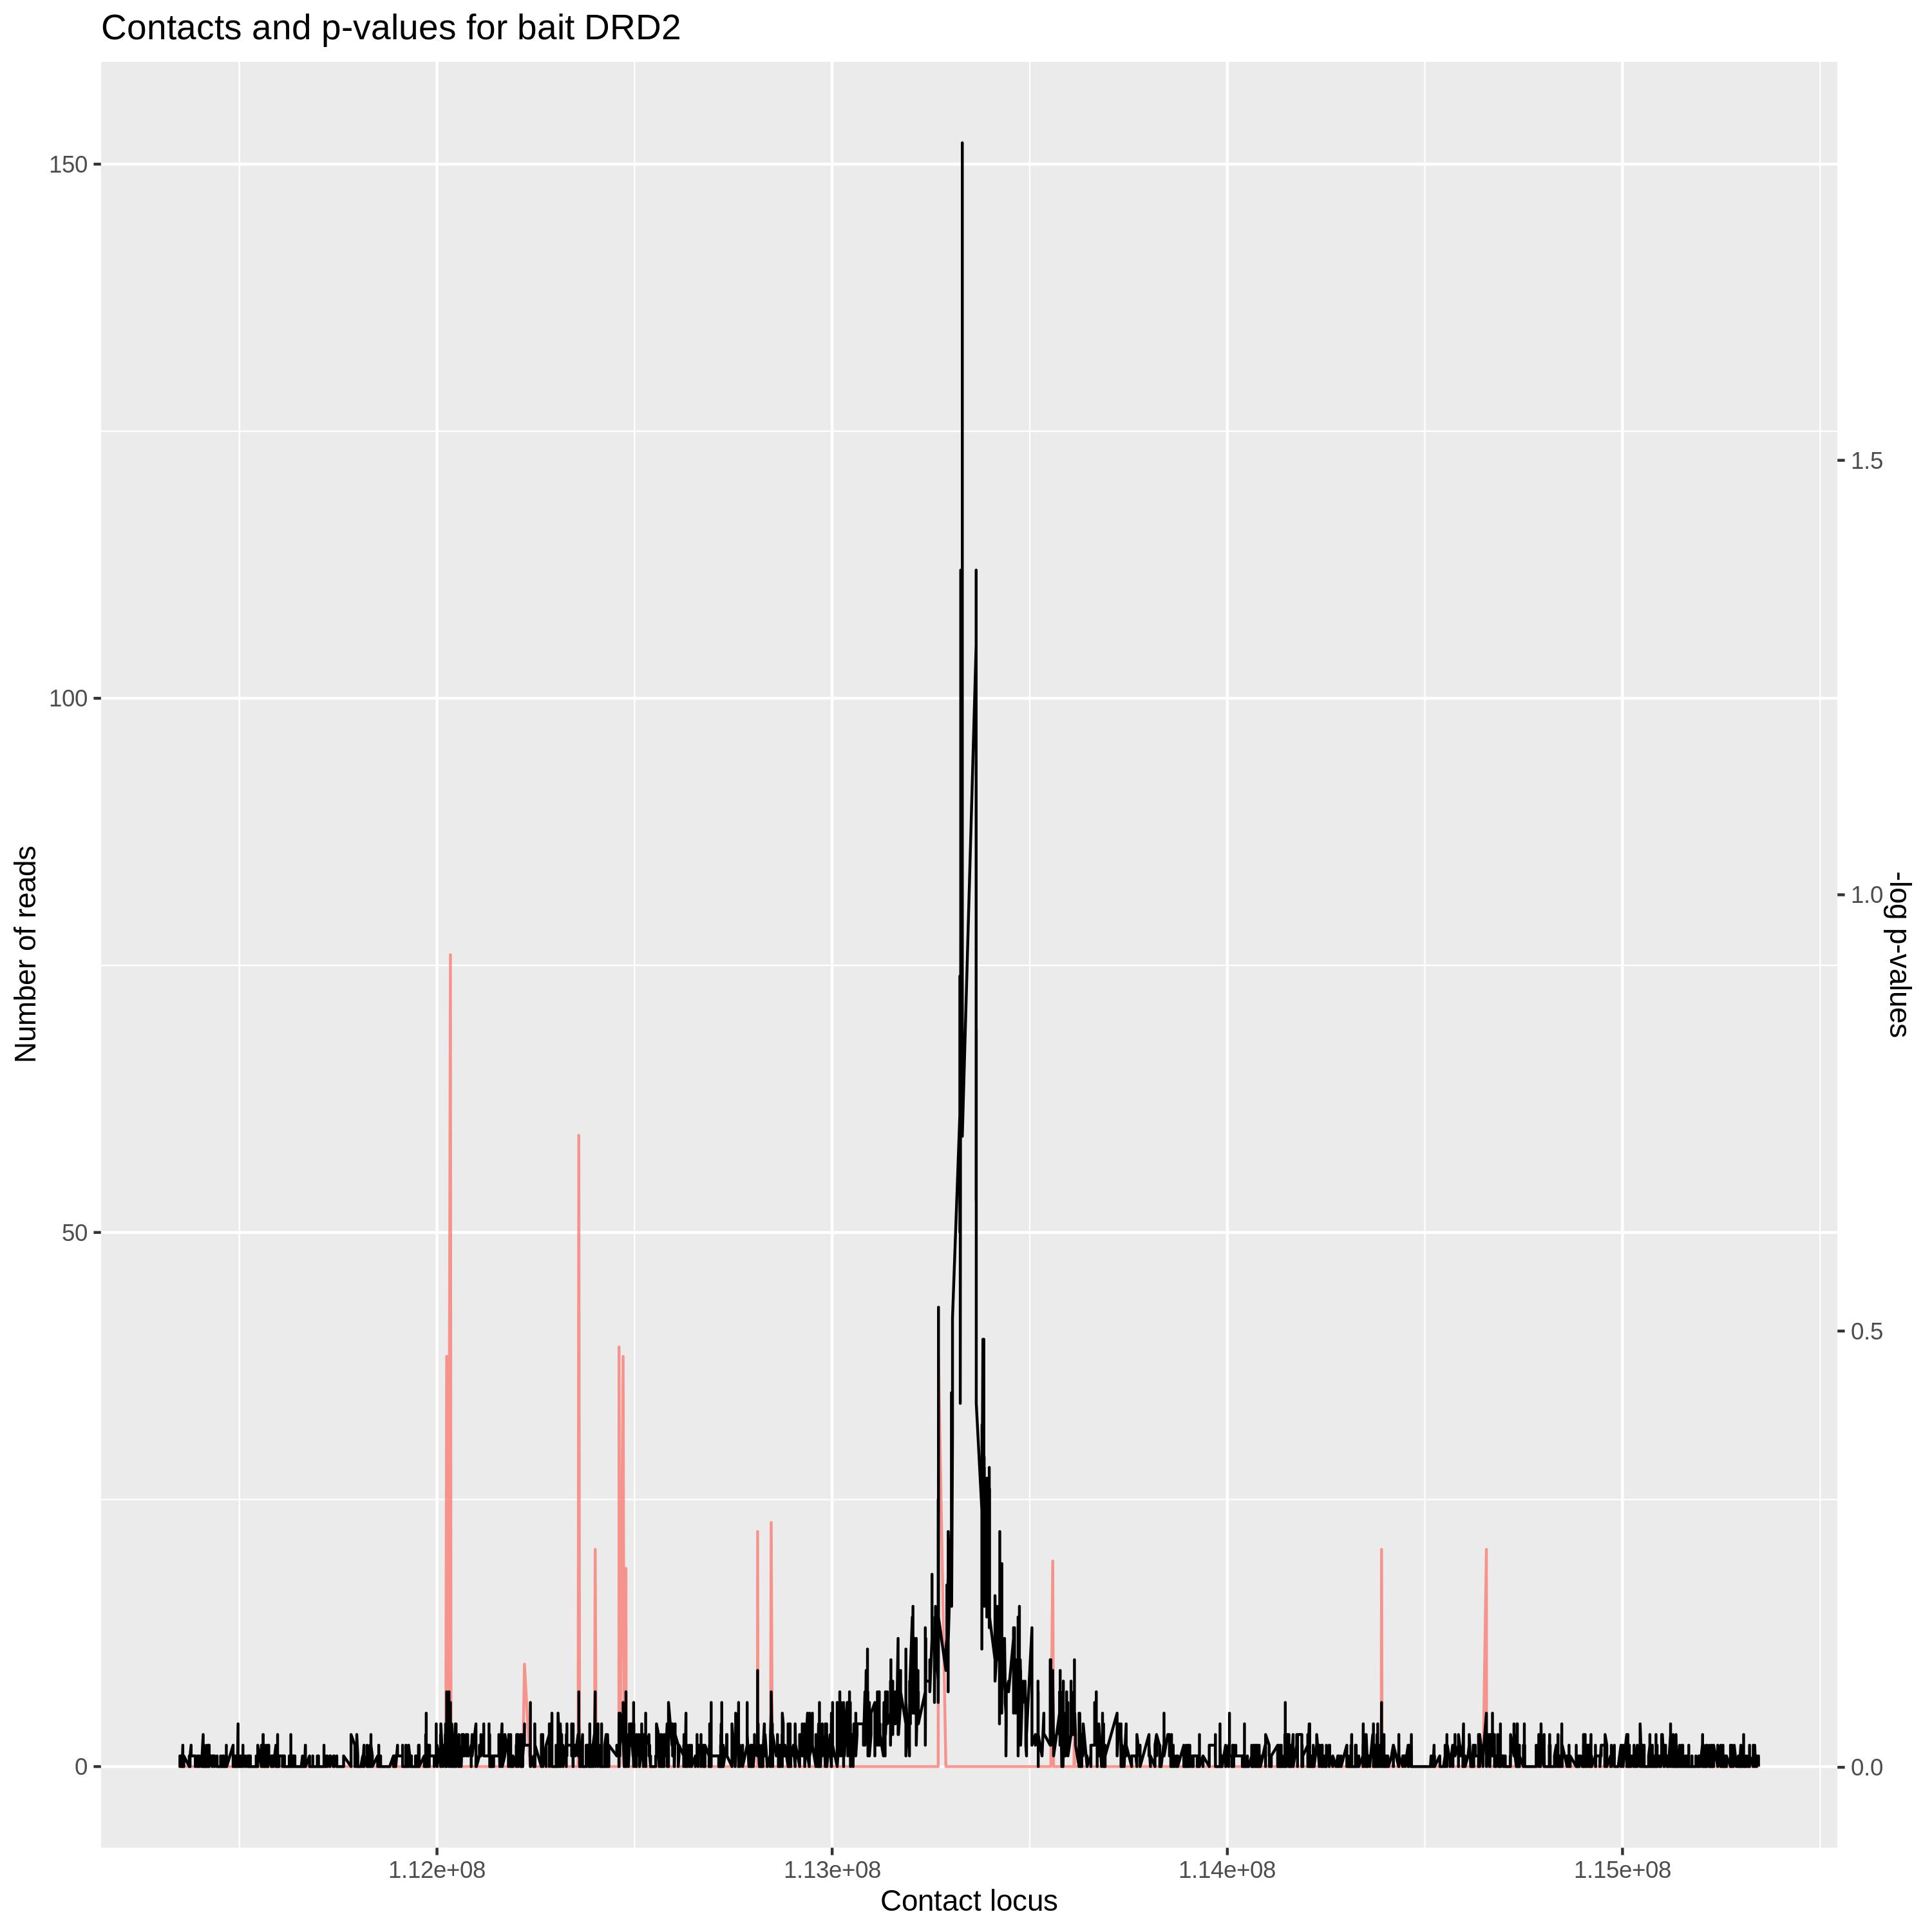 Contacts and p-values for bait DRD2
150
100
50
0
Number of reads
1.5
1.0
0.5
0.0
-log p-values
1.12e+08
1.13e+08
1.14e+08
1.15e+08
Contact locus